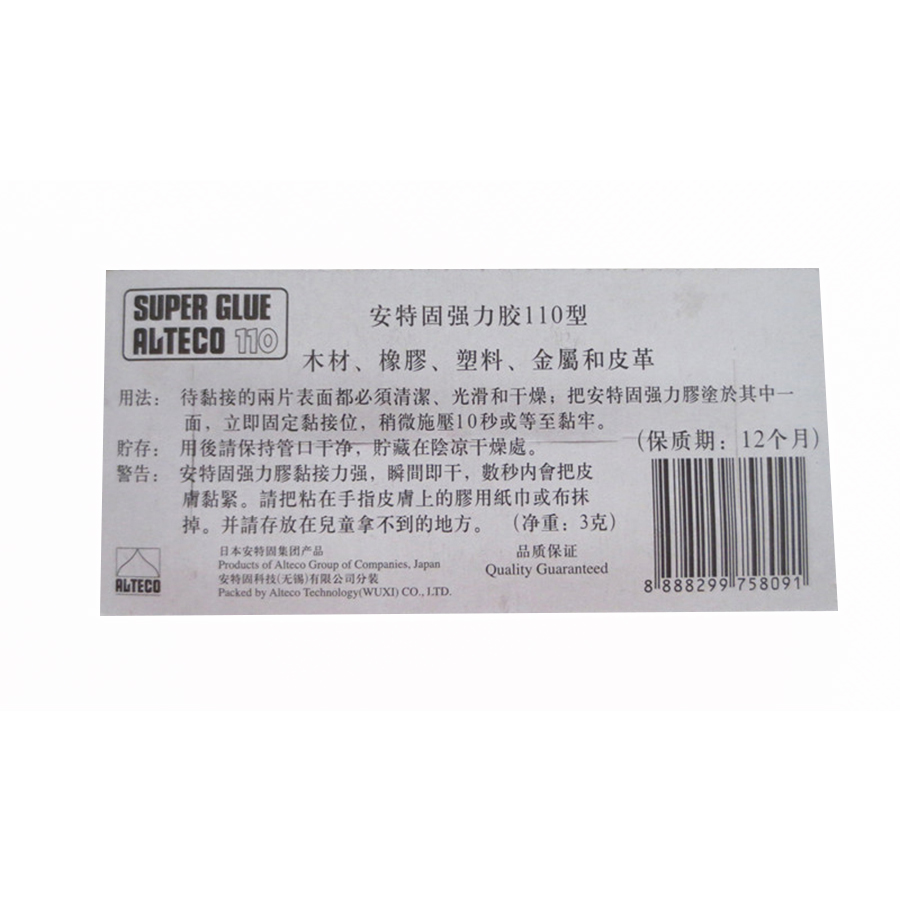 SUPER GLUE
ALTECO 110
安特固强力胶110型
木材、橡膠、塑料、金屬和皮革
用法: 待黏接的兩片表面都必須清潔、光滑和干燥; 把安特固强力膠塗於其中一
面, 立即固定黏接位, 稍微施壓10秒或等至黏牢。
貯存: 用後請保持管口干净, 貯藏在陰凉干燥處。
(保质期: 12个月)
警告: 安特固强力膠黏接力强, 瞬間即干, 數秒内會把皮
膚黏緊。請把粘在手指皮膚上的膠用紙巾或布抹
掉。并請存放在兒童拿不到的地方。 (净重: 3克)
ALTECO
日本安特固集团产品
Products of Alteco Group of Companies, Japan
安特固科技(无锡)有限公司分装
Packed by Alteco Technology(WUXI) CO., LTD.
品质保证
Quality Guaranteed
8 888299 758091